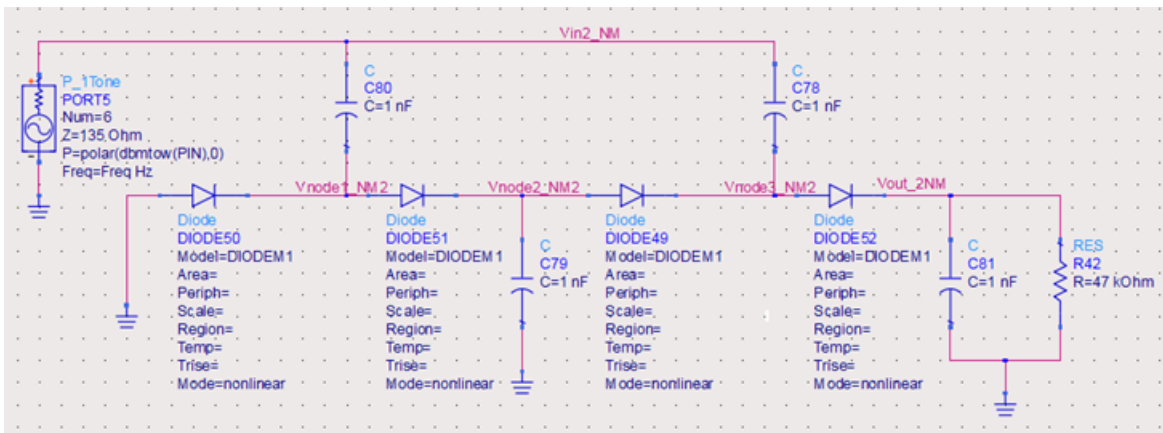 Vin2_NM
P_1Tone
PORT5
Num=6
Z=135 Ohm
P=polar(dbmtow(PIN),0)
Freq=Freq Hz
C
C80
C=1 nF
C
C78
C=1 nF
Vnode1_NM2
Vnode2_NM2
Vnode3_NM2
Vout_2NM
Diode
DIODE50
Model=DIODEM1
Area=
Periph=
Scale=
Region=
Temp=
Trise=
Mode=nonlinear
Diode
DIODE51
Model=DIODEM1
Area=
Periph=
Scale=
Region=
Temp=
Trise=
Mode=nonlinear
C
C79
C=1 nF
Diode
DIODE49
Model=DIODEM1
Area=
Periph=
Scale=
Region=
Temp=
Trise=
Mode=nonlinear
Diode
DIODE52
Model=DIODEM1
Area=
Periph=
Scale=
Region=
Temp=
Trise=
Mode=nonlinear
C
C81
C=1 nF
RES
R42
R=47 kOhm